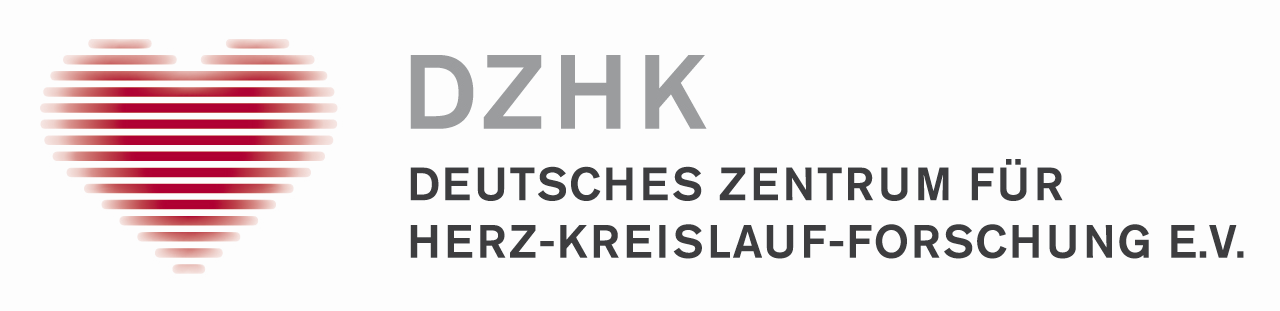 DZHK
DEUTSCHES ZENTRUM FÜR
HERZ-KREISLAUF-FORSCHUNG E.V.